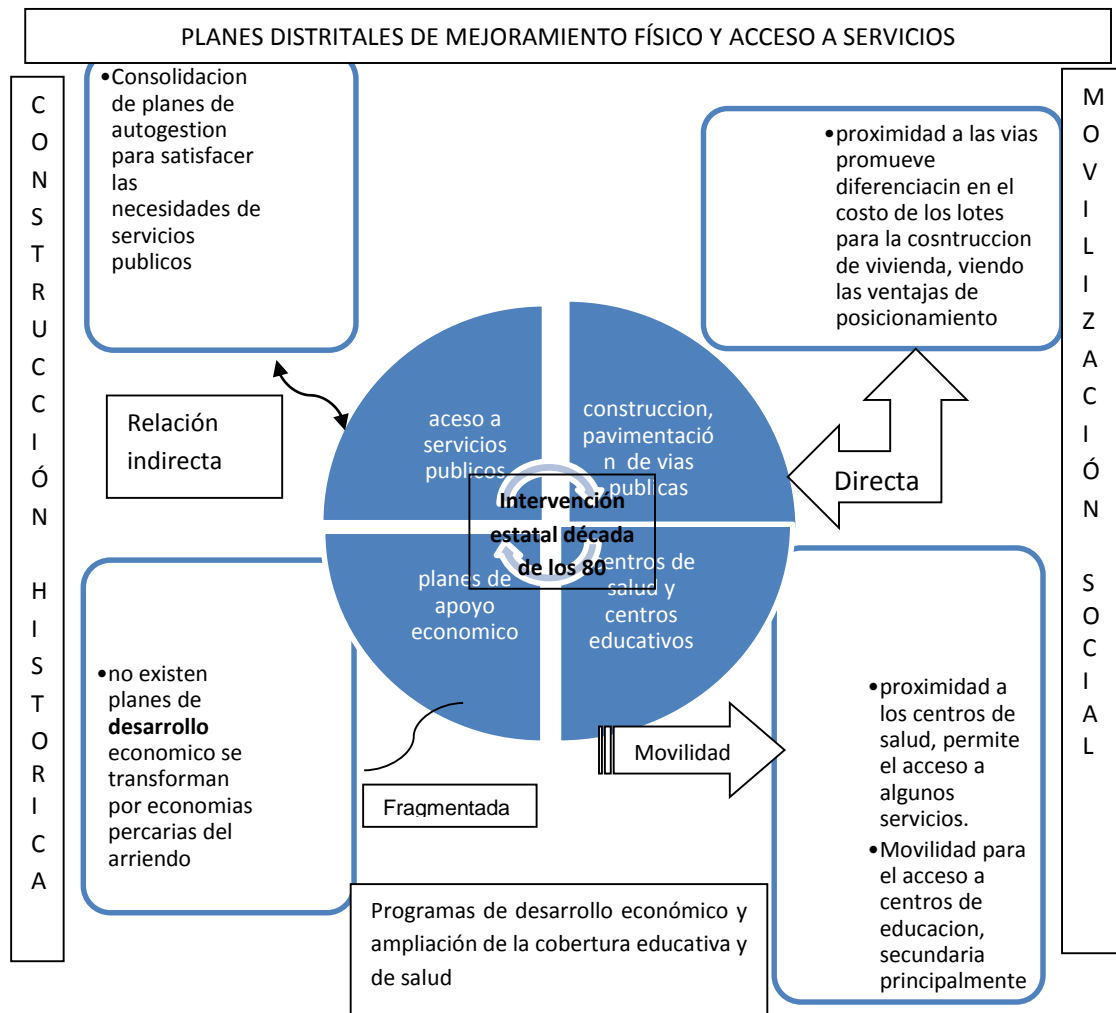 PLANES DISTRITALES DE MEJORAMIENTO FÍSICO Y ACCESO A SERVICIOS
CONSTRUCCIÓN HISTORICA
•Consolidacion
de planes de
autogestion
para satisfacer
las
necesidades de
servicios
publicos
•proximidad a las vias
promueve
diferenciacin en el
costo de los lotes
para la cosntruccion
de vivienda, viendo
las ventajas de
posicionamiento
MOVILIZACIÓN SOCIAL
Relación
indirecta
aceso a
servicios
publicos
construccion,
pavimentació
n de vias
publicas
Directa
Intervención
estatal década
de los 80
planes de
apoyo
economico
entros de
salud y
centros
educativos
•no existen
planes de
desarrollo
economico se
transforman
por economias
percarias del
arriendo
Fragmentada
Movilidad
•proximidad a
los centros de
salud, permite
el acceso a
algunos
servicios.
•Movilidad para
el acceso a
centros de
educacion,
secundaria
principalmente
Programas de desarrollo económico y
ampliación de la cobertura educativa y
de salud